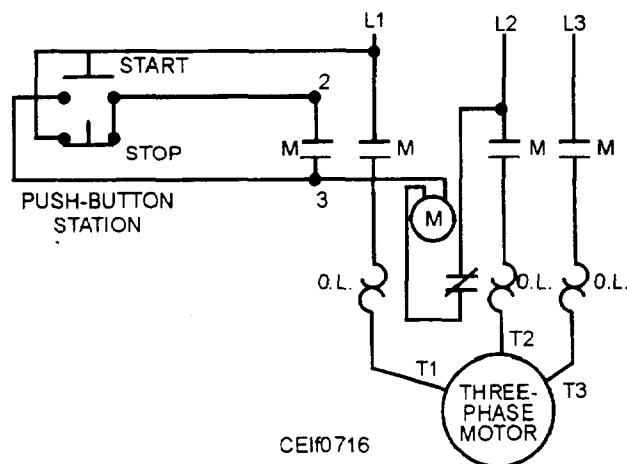 L1
L2
L3
START
2
STOP
M
M
M
M
PUSH-BUTTON
STATION
3
M
O.L.
O.L.
O.L.
T1
T2
T3
THREE-
PHASE
MOTOR
CEIf0716